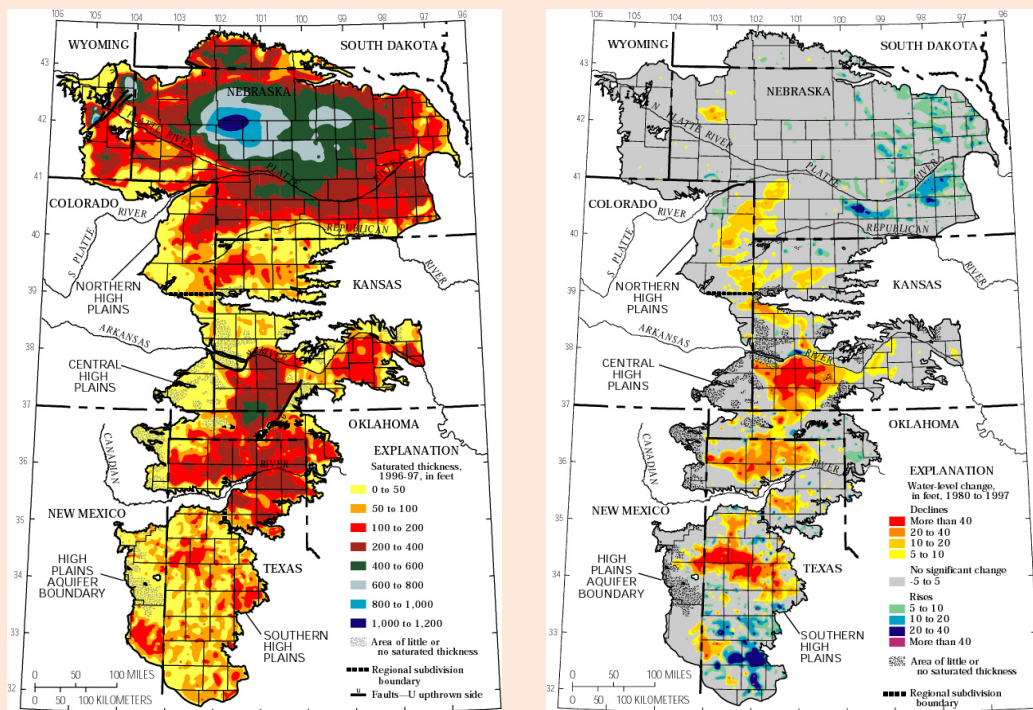 106 105 104 103 102 101 100 99 98 97 96
WYOMING
SOUTH DAKOTA
43
NEBRASKA
42
PLATTE RIVER
PLATTE
RIVER
41
COLORADO
RIVER
REPUBLICAN
40
S. PLATTE
RIVER
NORTHERN
HIGH
PLAINS
KANSAS
39
ARKANSAS
RIVER
38
CENTRAL
HIGH
PLAINS
37
OKLAHOMA
CANADIAN
36
RIVER
EXPLANATION
Saturated thickness,
1996-97, in feet
0 to 50
50 to 100
100 to 200
200 to 400
400 to 600
600 to 800
800 to 1,000
1,000 to 1,200
Area of little or
no saturated thickness
Regional subdivision
boundary
U
Faults—U upthrown side
35
NEW MEXICO
TEXAS
HIGH
PLAINS
AQUIFER
BOUNDARY
34
33
SOUTHERN
HIGH
PLAINS
32
0 50 100 MILES
0 50 100 KILOMETERS
106 105 104 103 102 101 100 99 98 97 96
WYOMING
SOUTH DAKOTA
43
NEBRASKA
42
N. PLATTE RIVER
PLATTE
RIVER
41
COLORADO
RIVER
REPUBLICAN
40
S. PLATTE
RIVER
NORTHERN
HIGH
PLAINS
KANSAS
39
ARKANSAS
RIVER
38
CENTRAL
HIGH
PLAINS
37
OKLAHOMA
CANADIAN
36
RIVER
EXPLANATION
Water-level change,
in feet, 1980 to 1997
Declines
More than 40
20 to 40
10 to 20
5 to 10
No significant change
-5 to 5
Rises
5 to 10
10 to 20
20 to 40
More than 40
Area of little or
no saturated thickness
Regional subdivision
boundary
35
NEW MEXICO
TEXAS
HIGH
PLAINS
AQUIFER
BOUNDARY
34
33
SOUTHERN
HIGH
PLAINS
32
0 50 100 MILES
0 50 100 KILOMETERS